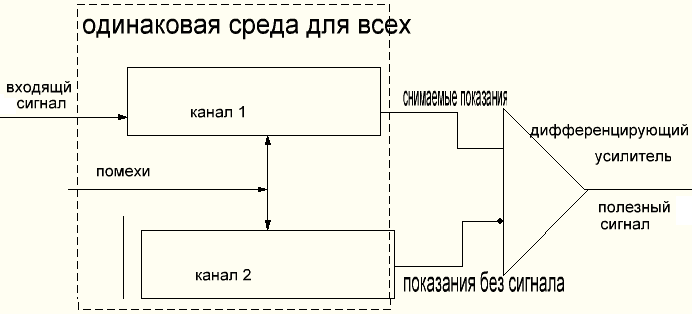 одинаковая среда для всех
входящй
сигнал
канал 1
снимаемые показания
дифференцирующий
усилитель
помехи
полезный
сигнал
канал 2
показания без сигнала